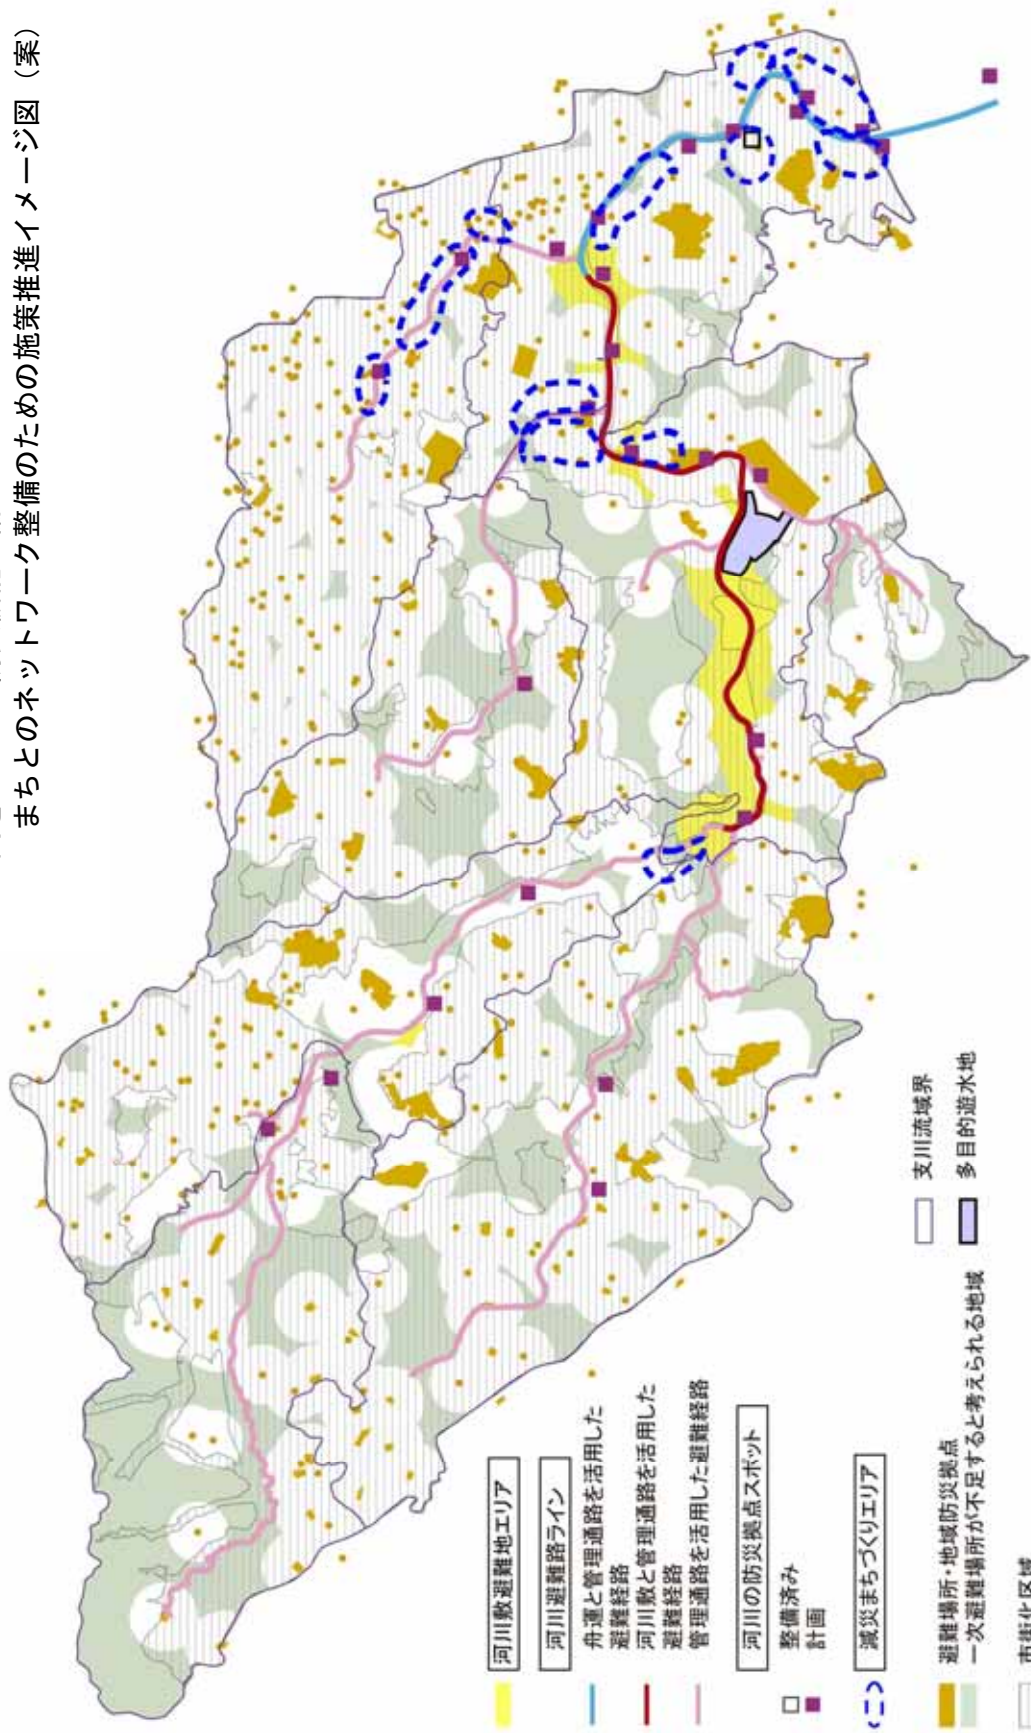 まちとのネットワーク整備のための施策推進イメージ図（案）
河川敷避難地エリア
河川避難路ライン
舟運と管理通路を活用した
避難経路
河川敷と管理通路を活用した
避難経路
管理通路を活用した避難経路
河川の防災拠点スポット
整備済み
計画
減災まちづくりエリア
避難場所・地域防災拠点
一次避難場所が不足すると考えられる地域
市街化区域
支川流域界
多目的遊水地